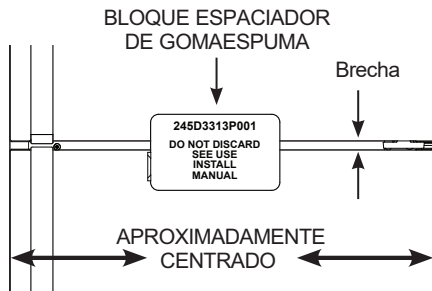 BLOQUE ESPACIADOR
DE GOMAESPUMA
Brecha
245D3313P001
DO NOT DISCARD
SEE USE
INSTALL
MANUAL
APROXIMADAMENTE
CENTRADO